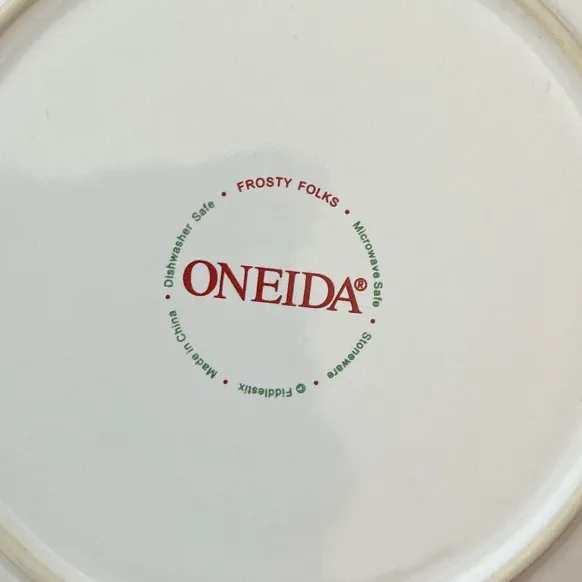 FROSTY FOLKS • Microwave Safe • Stoneware • © Fiddlestix • Made in China • Dishwasher Safe •
ONEIDA®